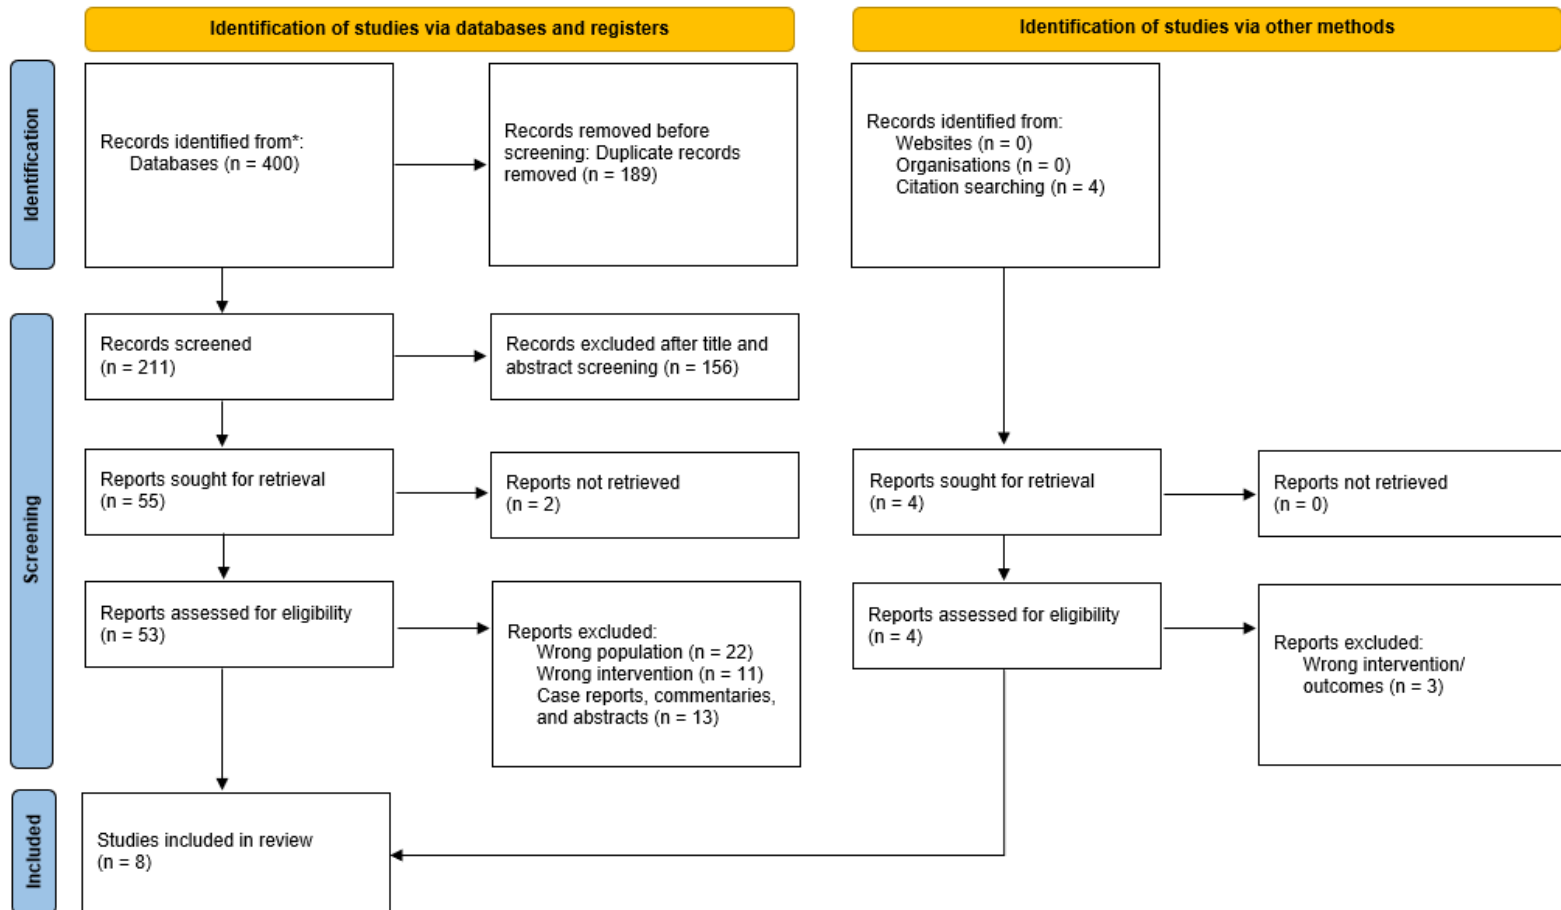 Identification of studies via databases and registers
Identification of studies via other methods
Identification
Records identified from*:
Databases (n = 400)
Records removed before
screening: Duplicate records
removed (n = 189)
Records identified from:
Websites (n = 0)
Organisations (n = 0)
Citation searching (n = 4)
Screening
Records screened
(n = 211)
Records excluded after title and
abstract screening (n = 156)
Reports sought for retrieval
(n = 55)
Reports not retrieved
(n = 2)
Reports sought for retrieval
(n = 4)
Reports not retrieved
(n = 0)
Reports assessed for eligibility
(n = 53)
Reports excluded:
Wrong population (n = 22)
Wrong intervention (n = 11)
Case reports, commentaries,
and abstracts (n = 13)
Reports assessed for eligibility
(n = 4)
Reports excluded:
Wrong intervention/
outcomes (n = 3)
Included
Studies included in review
(n = 8)